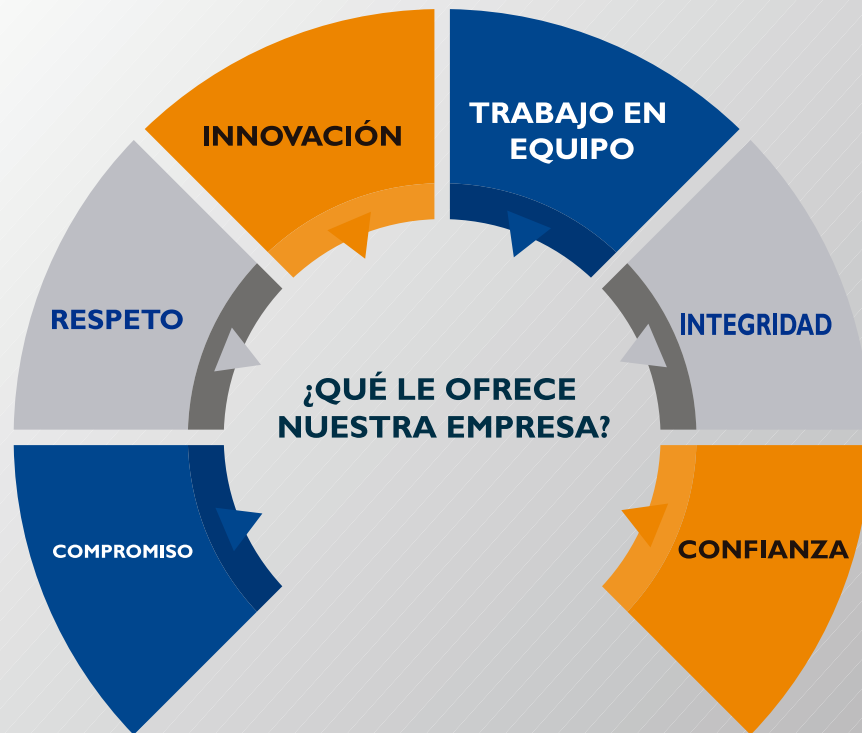 INNOVACIÓN
TRABAJO EN
EQUIPO
RESPETO
INTEGRIDAD
¿QUÉ LE OFRECE
NUESTRA EMPRESA?
COMPROMISO
CONFIANZA